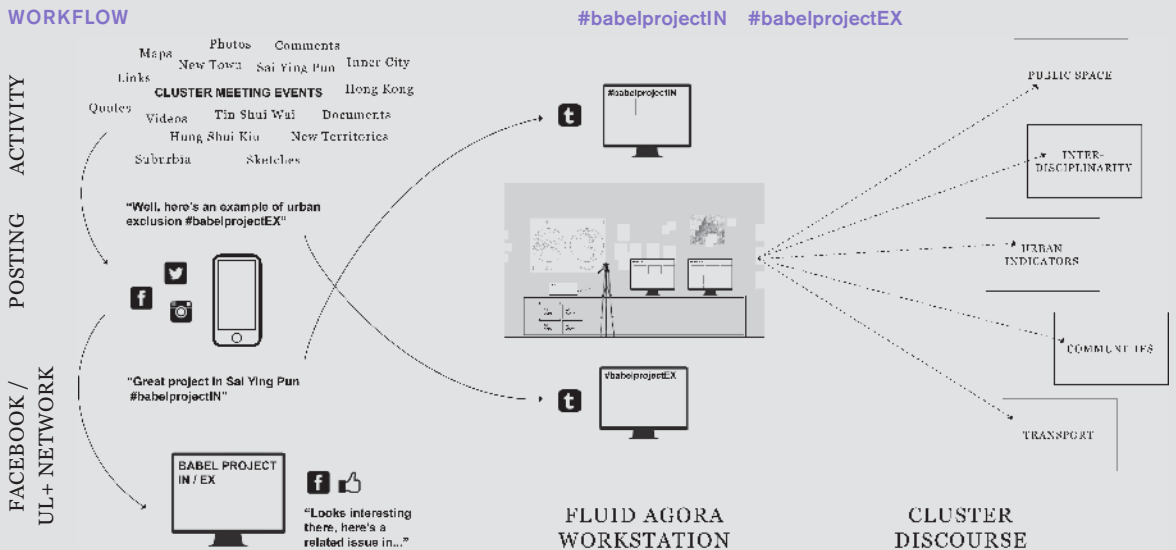 WORKFLOW
#babelprojectIN #babelprojectEX
ACTIVITY
POSTING
FACEBOOK /
UL+ NETWORK
Photos
Comments
Maps
New Town
Sai Ying Pun
Inner City
Links
CLUSTER MEETING EVENTS
Hong Kong
Quotes
Videos
Tin Shui Wai
Documents
Hung Shui Kiu
New Territories
Suburbia
Sketches
"Well, here's an example of urban
exclusion #babelprojectEX"
"Great project in Sai Ying Pun
#babelprojectIN"
BABEL PROJECT
IN / EX
"Looks interesting
there, here's a
related issue in..."
#babelprojectIN
#babelprojectEX
FLUID AGORA
WORKSTATION
PUBLIC SPACE
INTER-
DISCIPLINARITY
URBAN
INDICATORS
COMMUNITIES
TRANSPORT
CLUSTER
DISCOURSE